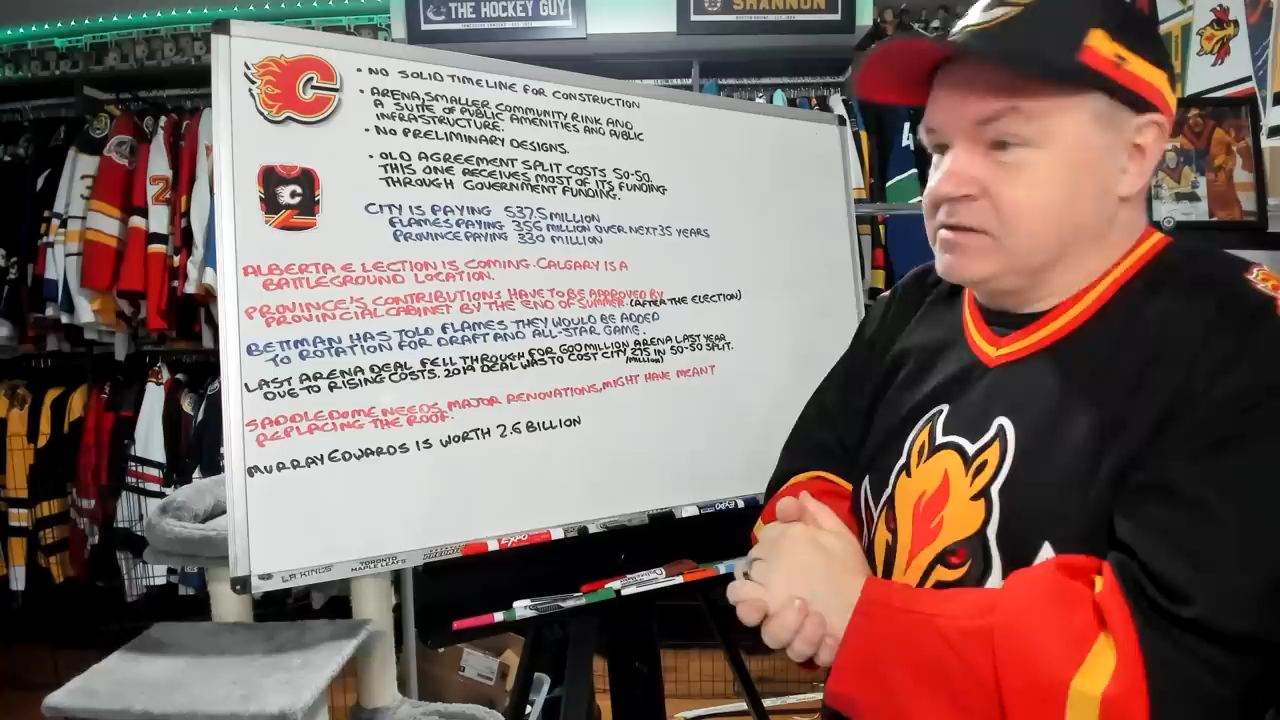 THE HOCKEY GUY
SHANNON
• NO SOLID TIMELINE FOR CONSTRUCTION
• ARENA, SMALLER COMMUNITY RINK AND
A SUITE OF PUBLIC AMENITIES AND PUBLIC
INFRASTRUCTURE.
• NO PRELIMINARY DESIGNS.
• OLD AGREEMENT SPLIT COSTS 50-50.
THIS ONE RECEIVES MOST OF ITS FUNDING
THROUGH GOVERNMENT FUNDING.
CITY IS PAYING 537.5 MILLION
FLAMES PAYING 356 MILLION OVER NEXT 35 YEARS
PROVINCE PAYING 330 MILLION
ALBERTA ELECTION IS COMING. CALGARY IS A
BATTLEGROUND LOCATION.
PROVINCE'S CONTRIBUTIONS HAVE TO BE APPROVED BY
PROVINCIAL CABINET BY THE END OF SUMMER. (AFTER THE ELECTION)
BETTMAN HAS TOLD FLAMES THEY WOULD BE ADDED
TO ROTATION FOR DRAFT AND ALL-STAR GAME.
LAST ARENA DEAL FELL THROUGH FOR 600 MILLION ARENA LAST YEAR
DUE TO RISING COSTS. 2019 DEAL WAS TO COST CITY 275 IN 50-50 SPLIT.
(MILLION)
SADDLEDOME NEEDS MAJOR RENOVATIONS, MIGHT HAVE MEANT
REPLACING THE ROOF.
MURRAY EDWARDS IS WORTH 2.6 BILLION
LA KINGS
TORONTO
MAPLE LEAFS
PREDATORS
EXPO
EXPO